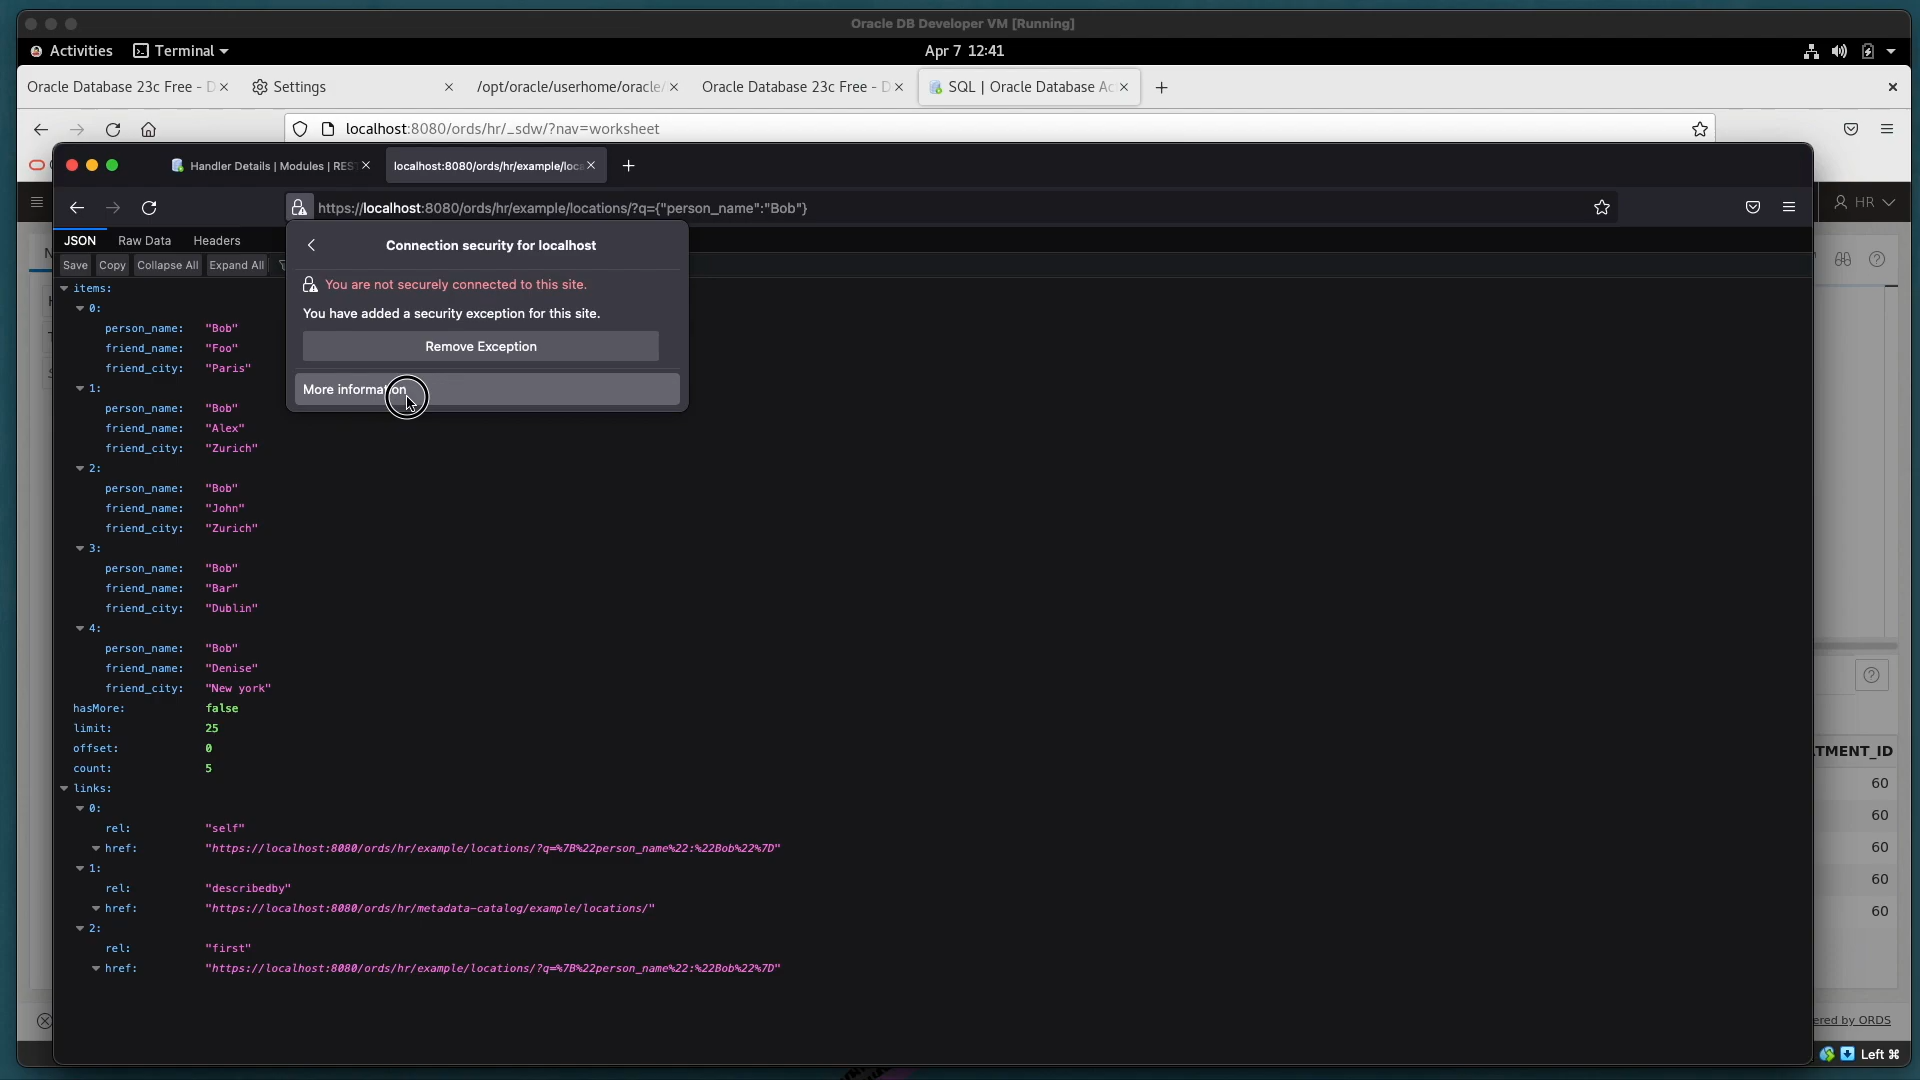 Oracle DB Developer VM [Running]
Activities
Terminal
Apr 7 12:41
Oracle Database 23c Free - D
Settings
/opt/oracle/userhome/oracle/
Oracle Database 23c Free - D
SQL | Oracle Database Ac
localhost:8080/ords/hr/_sdw/?nav=worksheet
Handler Details | Modules | REST
localhost:8080/ords/hr/example/loca
HR
https://localhost:8080/ords/hr/example/locations/?q={"person_name":"Bob"}
JSON
Raw Data
Headers
Save
Copy
Collapse All
Expand All
Connection security for localhost
You are not securely connected to this site.
You have added a security exception for this site.
Remove Exception
More information
items:
0:
person_name: "Bob"
friend_name: "Foo"
friend_city: "Paris"
1:
person_name: "Bob"
friend_name: "Alex"
friend_city: "Zurich"
2:
person_name: "Bob"
friend_name: "John"
friend_city: "Zurich"
3:
person_name: "Bob"
friend_name: "Bar"
friend_city: "Dublin"
4:
person_name: "Bob"
friend_name: "Denise"
friend_city: "New york"
hasMore: false
limit: 25
offset: 0
count: 5
links:
0:
rel: "self"
href: "https://localhost:8080/ords/hr/example/locations/?q=%7B%22person_name%22:%22Bob%22%7D"
1:
rel: "describedby"
href: "https://localhost:8080/ords/hr/metadata-catalog/example/locations/"
2:
rel: "first"
href: "https://localhost:8080/ords/hr/example/locations/?q=%7B%22person_name%22:%22Bob%22%7D"
TMENT_ID
60
60
60
60
60
ered by ORDS
Left ⌘